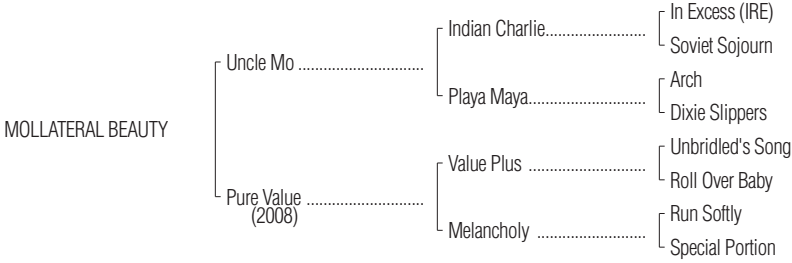 In Excess (IRE)
Indian Charlie..........................
Soviet Sojourn
Uncle Mo ................................
Arch
Playa Maya..............................
Dixie Slippers
MOLLATERAL BEAUTY
Unbridled's Song
Value Plus ..............................
Roll Over Baby
Pure Value ..............................
(2008)
Run Softly
Melancholy ............................
Special Portion